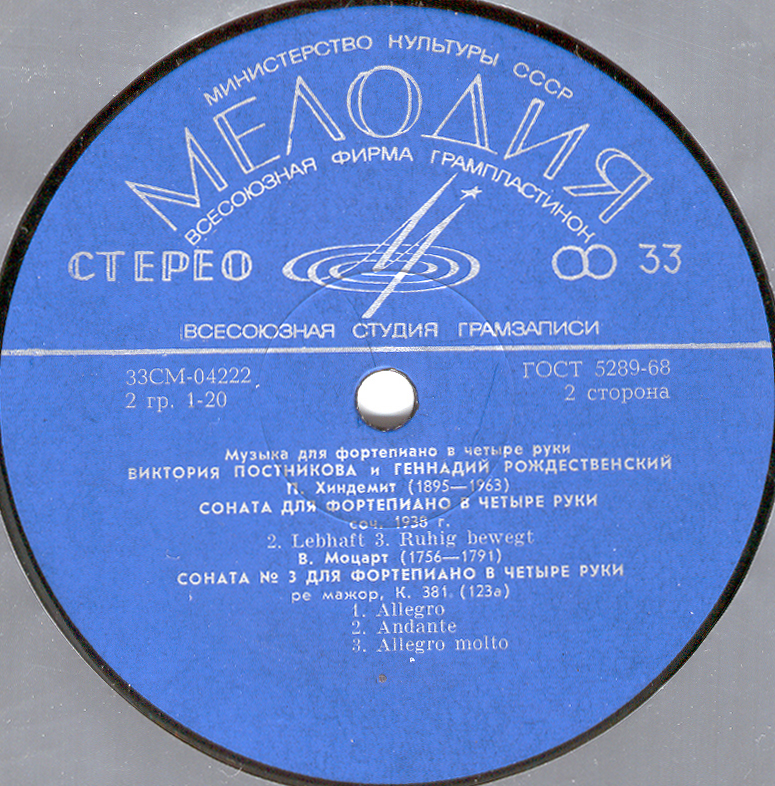 МИНИСТЕРСТВО КУЛЬТУРЫ СССР
МЕЛОДИЯ
ВСЕСОЮЗНАЯ ФИРМА ГРАМПЛАСТИНОК
СТЕРЕО
33
ВСЕСОЮЗНАЯ СТУДИЯ ГРАМЗАПИСИ
33СМ-04222
ГОСТ 5289-68
2 гр. 1-20
2 сторона
Музыка для фортепиано в четыре руки
ВИКТОРИЯ ПОСТНИКОВА и ГЕННАДИЙ РОЖДЕСТВЕНСКИЙ
П. Хиндемит (1895—1963)
СОНАТА ДЛЯ ФОРТЕПИАНО В ЧЕТЫРЕ РУКИ
соч. 1938 г.
2. Lebhaft 3. Ruhig bewegt
В. Моцарт (1756—1791)
СОНАТА № 3 ДЛЯ ФОРТЕПИАНО В ЧЕТЫРЕ РУКИ
ре мажор, К. 381 (123а)
1. Allegro
2. Andante
3. Allegro molto